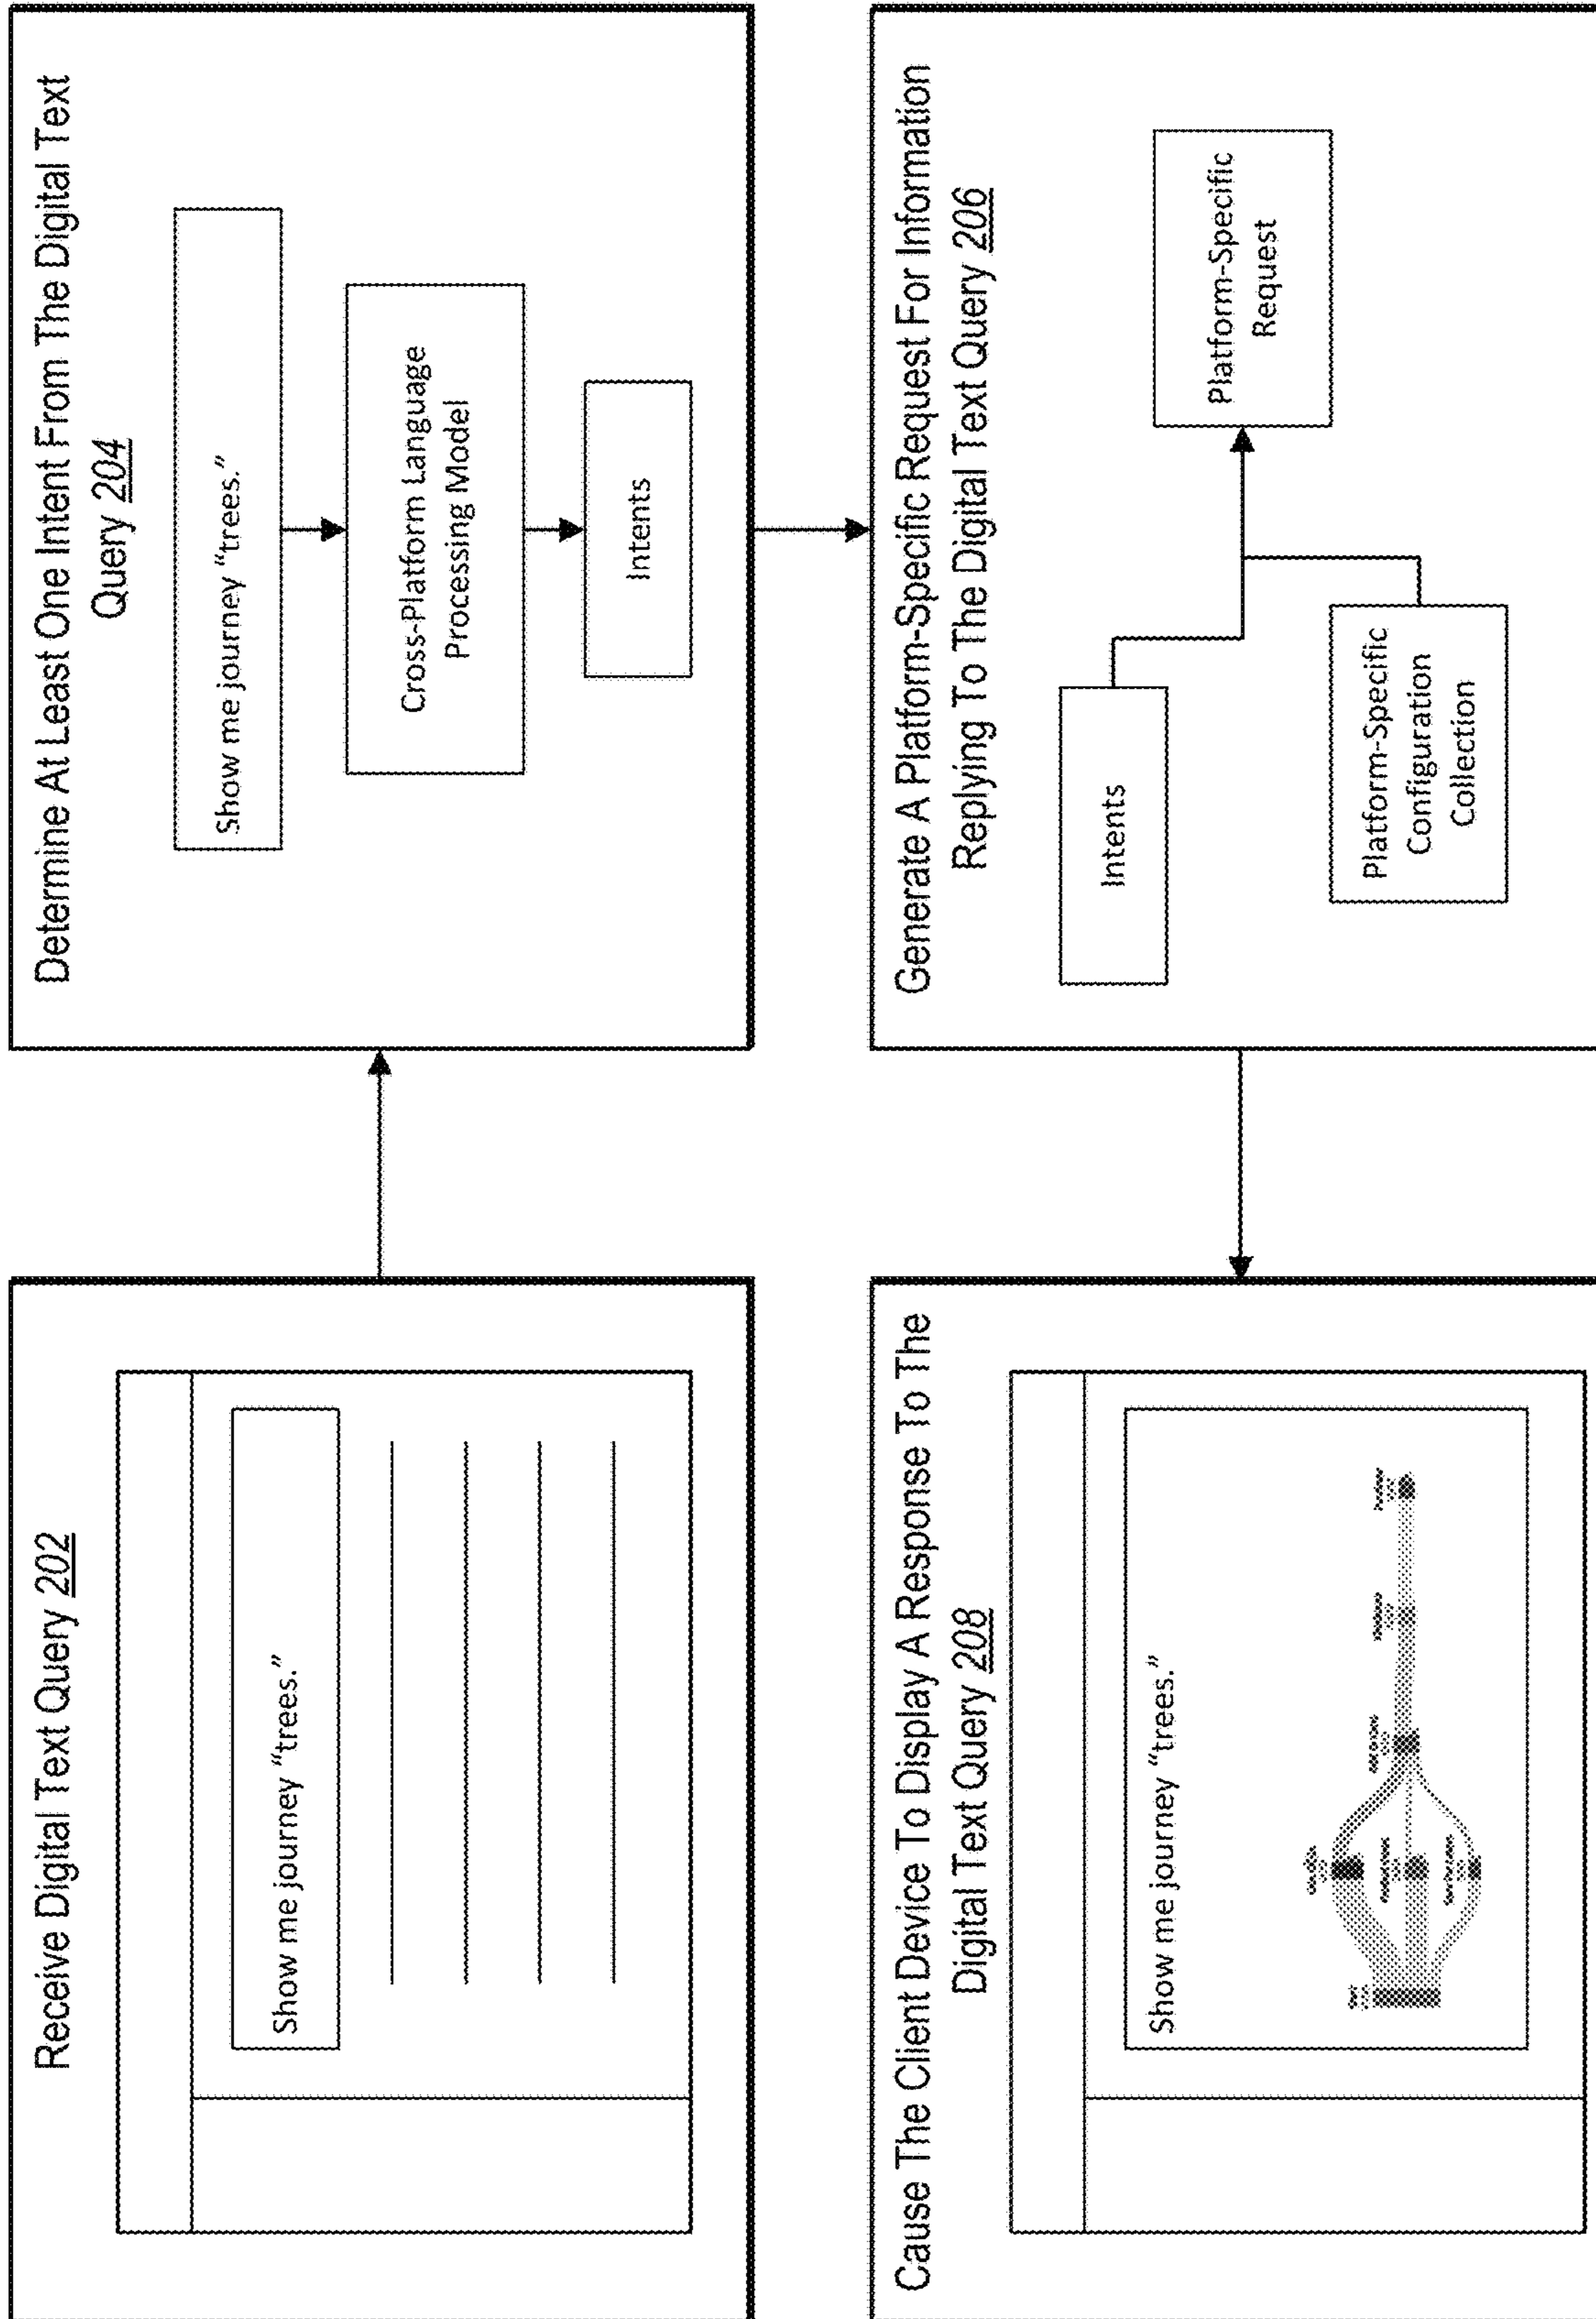 Receive Digital Text Query 202
Show me journey “trees.”
Determine At Least One Intent From The Digital Text
Query 204
Show me journey “trees.”
Cross-Platform Language
Processing Model
Intents
Generate A Platform-Specific Request For Information
Replying To The Digital Text Query 206
Intents
Platform-Specific
Configuration
Collection
Platform-Specific
Request
Cause The Client Device To Display A Response To The
Digital Text Query 208
Show me journey “trees.”